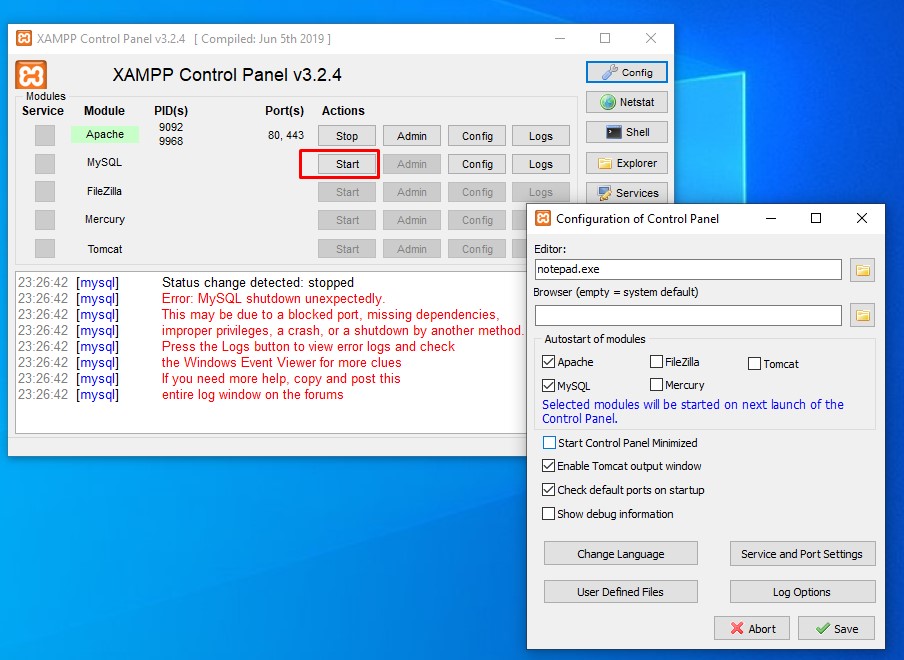 XAMPP Control Panel v3.2.4 [ Compiled: Jun 5th 2019 ]
XAMPP Control Panel v3.2.4
Config
Modules
Service Module PID(s) Port(s) Actions
Netstat
Apache 9092 9968 80, 443 Stop Admin Config Logs
Shell
MySQL Start Admin Config Logs
Explorer
FileZilla Start Admin Config Logs
Services
Mercury Start Admin Config
Tomcat Start Admin Config
23:26:42 [mysql] Status change detected: stopped
23:26:42 [mysql] Error: MySQL shutdown unexpectedly.
23:26:42 [mysql] This may be due to a blocked port, missing dependencies,
23:26:42 [mysql] improper privileges, a crash, or a shutdown by another method.
23:26:42 [mysql] Press the Logs button to view error logs and check
23:26:42 [mysql] the Windows Event Viewer for more clues
23:26:42 [mysql] If you need more help, copy and post this
23:26:42 [mysql] entire log window on the forums
Configuration of Control Panel
Editor:
notepad.exe
Browser (empty = system default)
Autostart of modules
Apache FileZilla Tomcat
MySQL Mercury
Selected modules will be started on next launch of the
Control Panel.
Start Control Panel Minimized
Enable Tomcat output window
Check default ports on startup
Show debug information
Change Language Service and Port Settings
User Defined Files Log Options
Abort Save